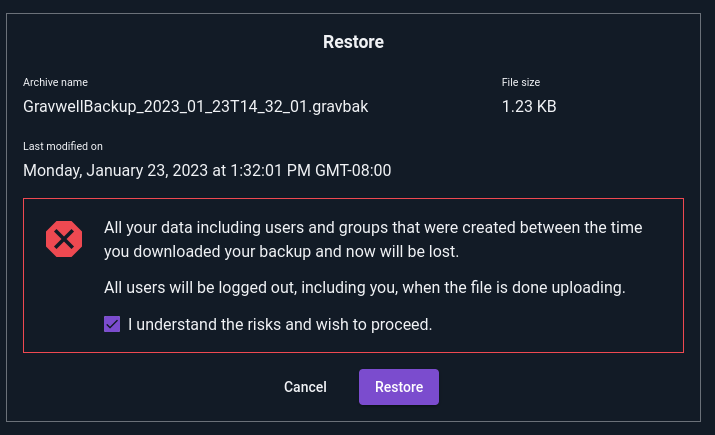 Restore
Archive name
GravwellBackup_2023_01_23T14_32_01.gravbak
File size
1.23 KB
Last modified on
Monday, January 23, 2023 at 1:32:01 PM GMT-08:00
All your data including users and groups that were created between the time
you downloaded your backup and now will be lost.
All users will be logged out, including you, when the file is done uploading.
I understand the risks and wish to proceed.
Cancel
Restore